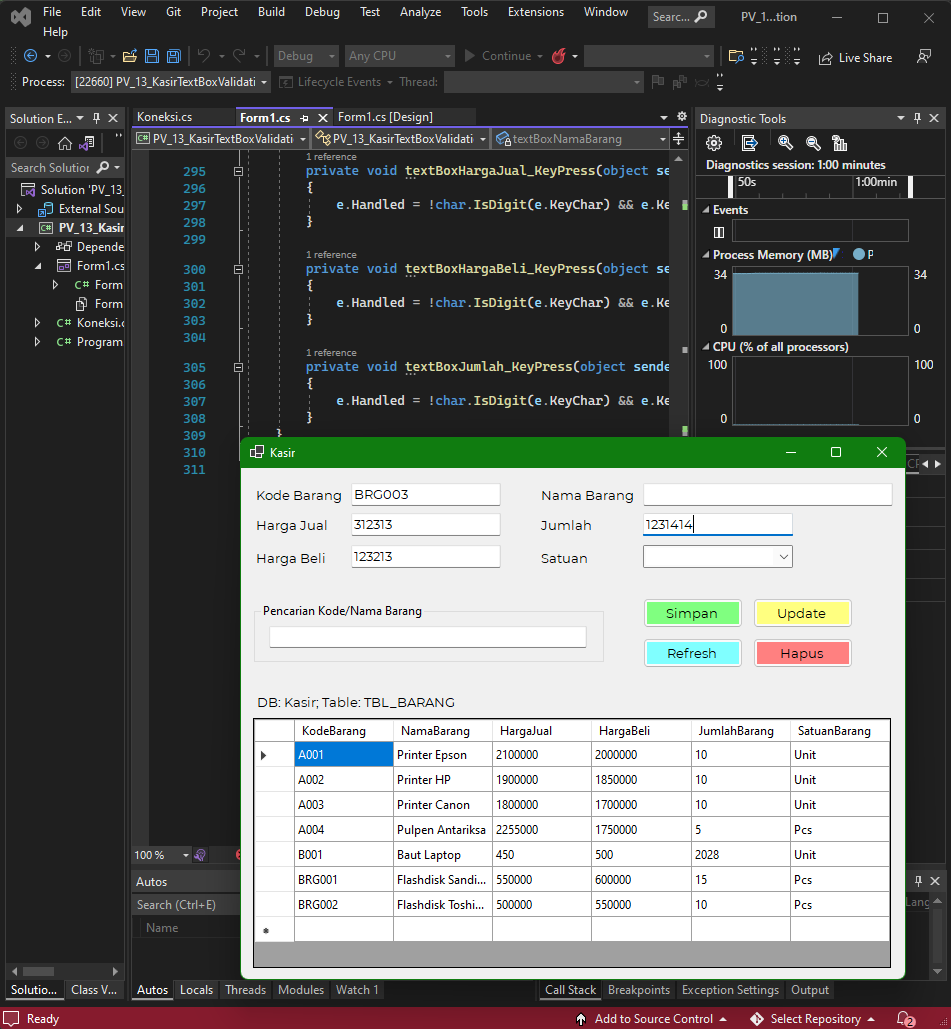 File Edit View Git Project Build Debug Test Analyze Tools Extensions Window Searc... PV_1...tion
Help
Debug Any CPU Continue Live Share
Process: [22660] PV_13_KasirTextBoxValidati Lifecycle Events Thread:
Solution E...
Search Solution
Solution 'PV_13_
External Sou
PV_13_Kasir
Depende
Form1.cs
C# Form
Form
C# Koneksi.c
C# Program
Koneksi.cs Form1.cs Form1.cs [Design]
C# PV_13_KasirTextBoxValidati PV_13_KasirTextBoxValidati textBoxNamaBarang
1 reference
295 private void textBoxHargaJual_KeyPress(object sen
296 {
297 e.Handled = !char.IsDigit(e.KeyChar) && e.Ke
298 }
299
1 reference
300 private void textBoxHargaBeli_KeyPress(object sen
301 {
302 e.Handled = !char.IsDigit(e.KeyChar) && e.Ke
303 }
304
1 reference
305 private void textBoxJumlah_KeyPress(object sende
306 {
307 e.Handled = !char.IsDigit(e.KeyChar) && e.Ke
308 }
309 }
310
311
Diagnostic Tools
Diagnostics session: 1:00 minutes
50s 1:00min
Events
Process Memory (MB) P
34 34
0 0
CPU (% of all processors)
100 100
0 0
Kasir
Kode Barang BRG003 Nama Barang
Harga Jual 312313 Jumlah 1231414
Harga Beli 123213 Satuan
Pencarian Kode/Nama Barang
Simpan Update
Refresh Hapus
DB: Kasir; Table: TBL_BARANG
KodeBarang NamaBarang HargaJual HargaBeli JumlahBarang SatuanBarang
A001 Printer Epson 2100000 2000000 10 Unit
A002 Printer HP 1900000 1850000 10 Unit
A003 Printer Canon 1800000 1700000 10 Unit
A004 Pulpen Antariksa 2255000 1750000 5 Pcs
B001 Baut Laptop 450 500 2028 Unit
BRG001 Flashdisk Sandi... 550000 600000 15 Pcs
BRG002 Flashdisk Toshi... 500000 550000 10 Pcs
100 %
Autos
Search (Ctrl+E) Lang
Name
Solutio... Class V... Autos Locals Threads Modules Watch 1 Call Stack Breakpoints Exception Settings Output
Ready Add to Source Control Select Repository 2